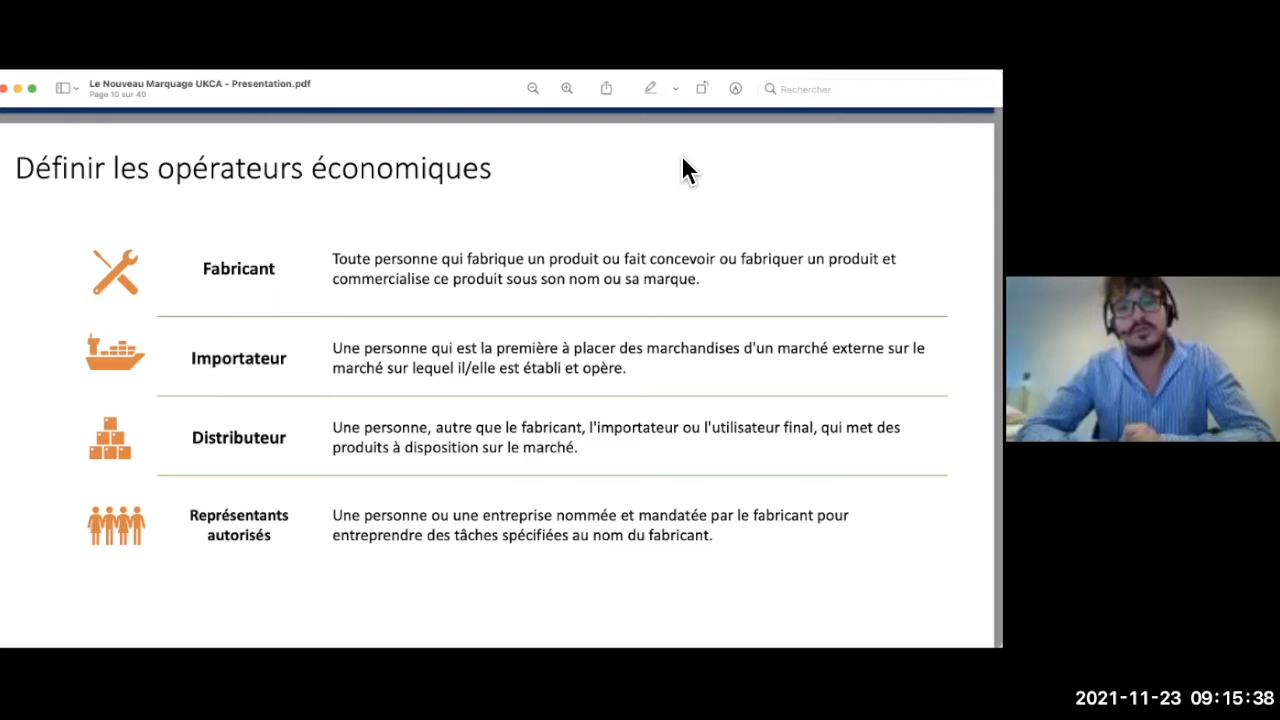 Le Nouveau Marquage UKCA - Presentation.pdf
Page 10 sur 40
Rechercher
Définir les opérateurs économiques
Fabricant
Toute personne qui fabrique un produit ou fait concevoir ou fabriquer un produit et
commercialise ce produit sous son nom ou sa marque.
Importateur
Une personne qui est la première à placer des marchandises d'un marché externe sur le
marché sur lequel il/elle est établi et opère.
Distributeur
Une personne, autre que le fabricant, l'importateur ou l'utilisateur final, qui met des
produits à disposition sur le marché.
Représentants
autorisés
Une personne ou une entreprise nommée et mandatée par le fabricant pour
entreprendre des tâches spécifiées au nom du fabricant.
2021-11-23 09:15:38